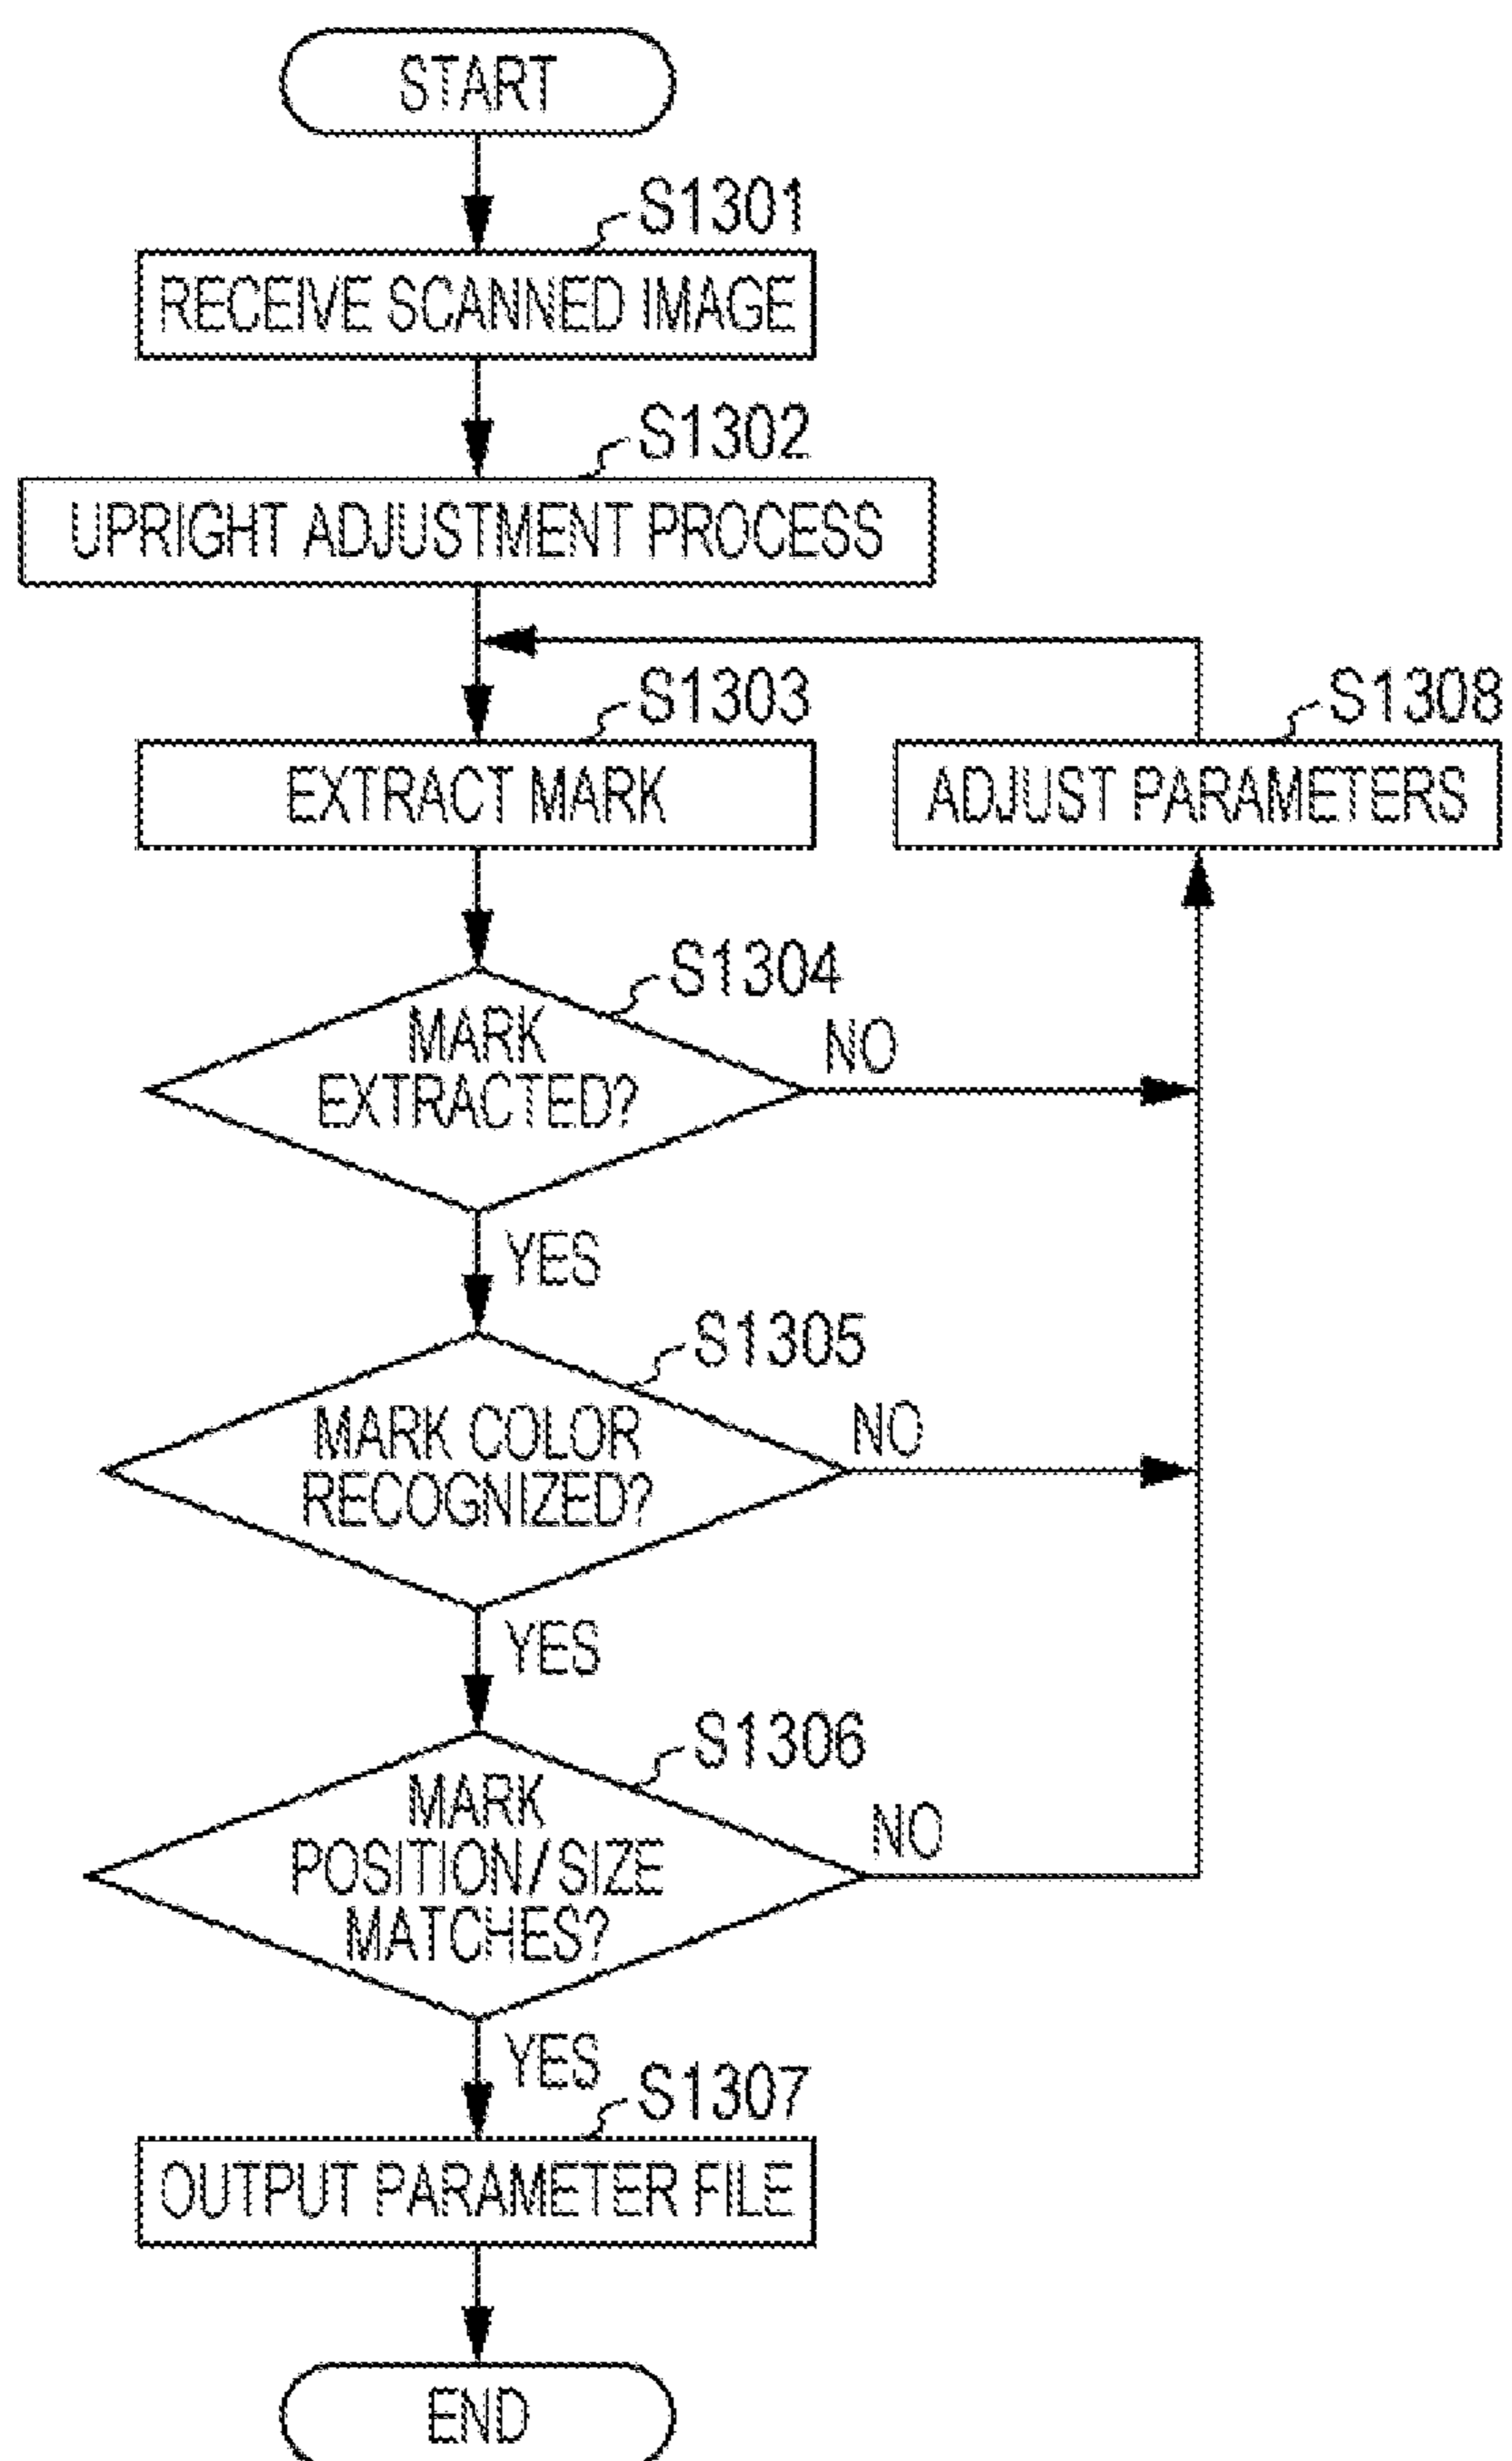 START
S1301
RECEIVE SCANNED IMAGE
S1302
UPRIGHT ADJUSTMENT PROCESS
S1303
EXTRACT MARK
S1308
ADJUST PARAMETERS
S1304
MARK
EXTRACTED?
NO
YES
S1305
MARK COLOR
RECOGNIZED?
NO
YES
S1306
MARK
POSITION/SIZE
MATCHES?
NO
YES
S1307
OUTPUT PARAMETER FILE
END